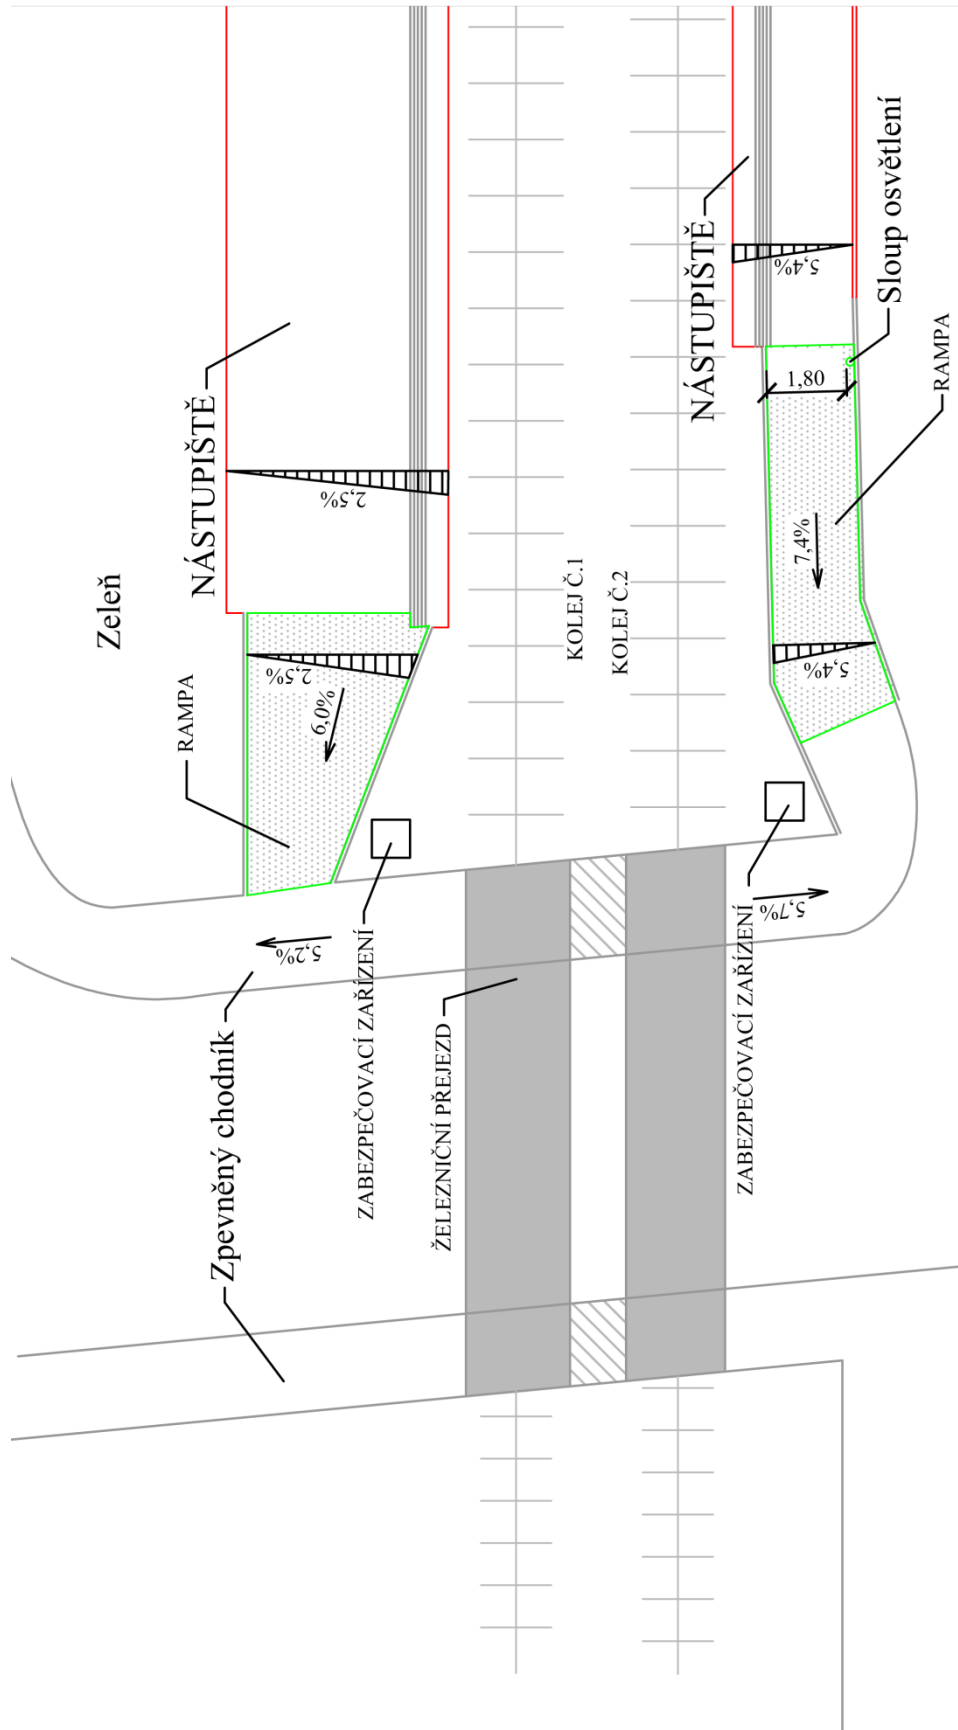 Zeleň
NÁSTUPIŠTĚ
2,5%
RAMPA
2,5%
6,0%
KOLEJ Č.1
KOLEJ Č.2
NÁSTUPIŠTĚ
5,4%
Sloup osvětlení
1,80
RAMPA
7,4%
5,4%
5,2%
Zpevněný chodník
ZABEZPEČOVACÍ ZAŘÍZENÍ
ŽELEZNIČNÍ PŘEJEZD
5,7%
ZABEZPEČOVACÍ ZAŘÍZENÍ